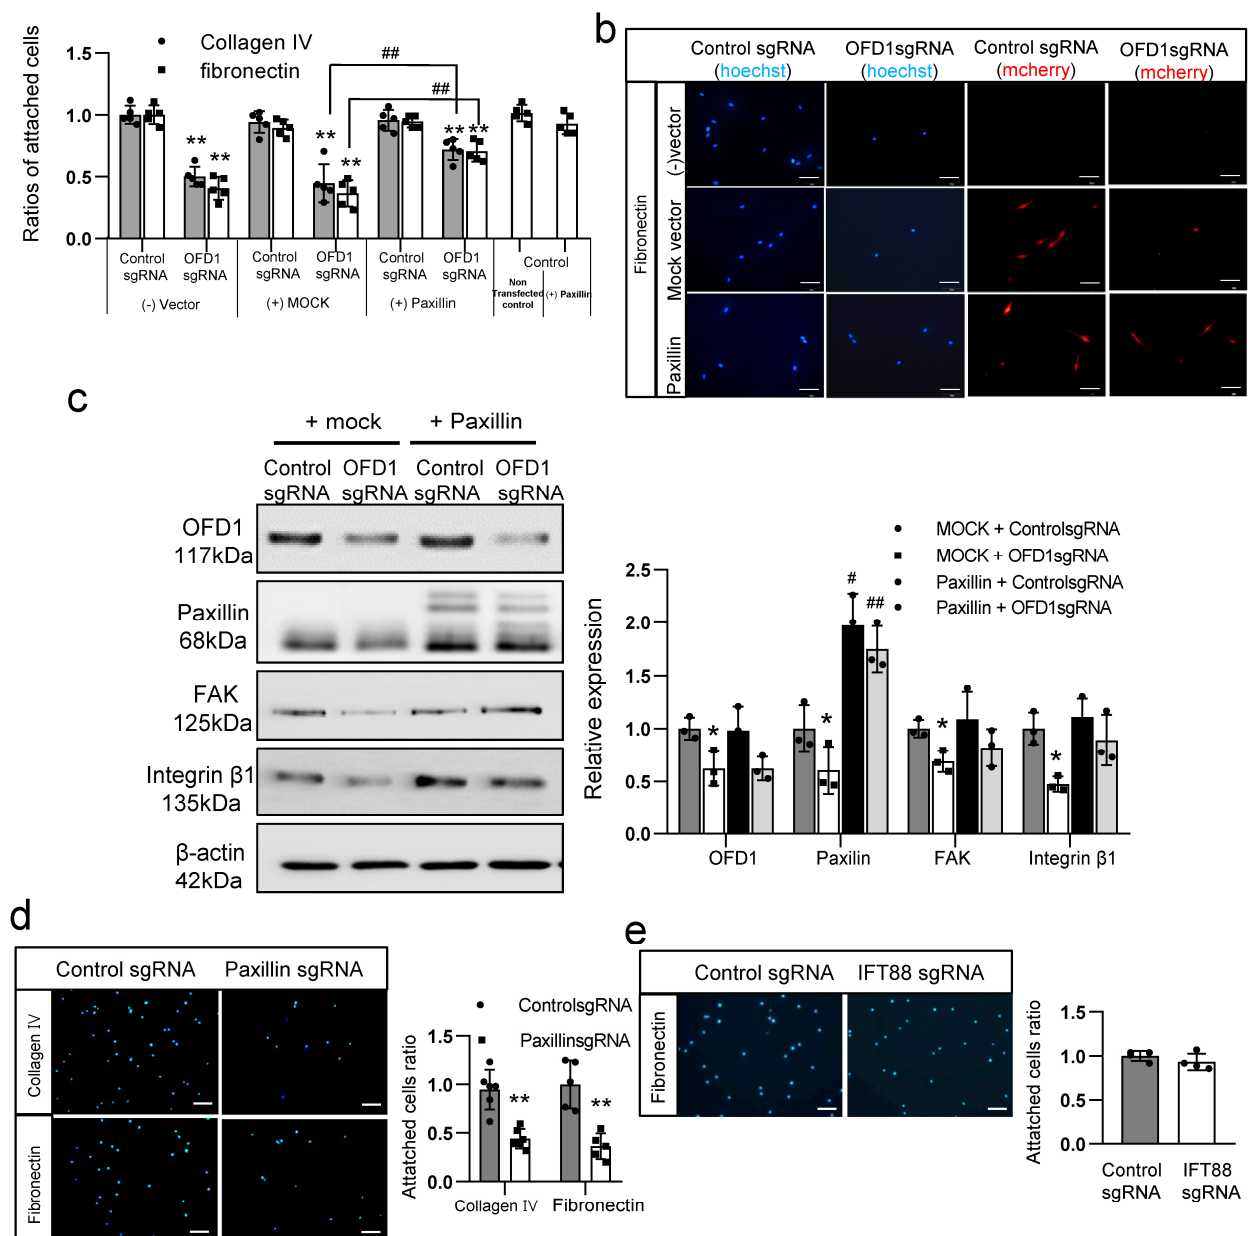 Collagen IV
fibronectin
Ratios of attached cells
1.5
1.0
0.5
0.0
##
##
** ** ** ** ** **
Control sgRNA
OFD1 sgRNA
Control sgRNA
OFD1 sgRNA
Control sgRNA
OFD1 sgRNA
Control
(-) Vector
(+) MOCK
(+) Paxillin
Non Transfected control
(+) Paxillin
b
Control sgRNA
(hoechst)
OFD1sgRNA
(hoechst)
Control sgRNA
(mcherry)
OFD1sgRNA
(mcherry)
Fibronectin
(-)vector
Mock vector
Paxillin
c
+ mock
+ Paxillin
Control sgRNA
OFD1 sgRNA
Control sgRNA
OFD1 sgRNA
OFD1
117kDa
Paxillin
68kDa
FAK
125kDa
Integrin β1
135kDa
β-actin
42kDa
MOCK + ControlsgRNA
MOCK + OFD1sgRNA
Paxillin + ControlsgRNA
Paxillin + OFD1sgRNA
Relative expression
2.5
2.0
1.5
1.0
0.5
0.0
*
*
#
##
*
*
OFD1
Paxilin
FAK
Integrin β1
d
Control sgRNA
Paxillin sgRNA
Collagen IV
Fibronectin
ControlsgRNA
PaxillinsgRNA
Attatched cells ratio
1.5
1.0
0.5
0.0
**
**
Collagen IV
Fibronectin
e
Control sgRNA
IFT88 sgRNA
Fibronectin
Attatched cells ratio
1.5
1.0
0.5
0.0
Control
sgRNA
IFT88
sgRNA